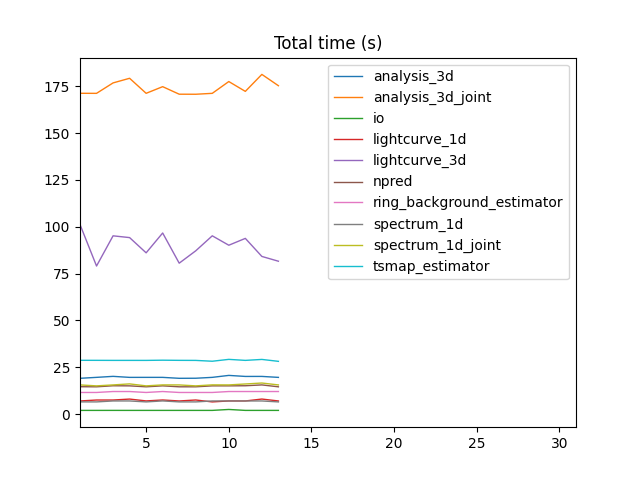 Total time (s)
analysis_3d
analysis_3d_joint
io
lightcurve_1d
lightcurve_3d
npred
ring_background_estimator
spectrum_1d
spectrum_1d_joint
tsmap_estimator
175
150
125
100
75
50
25
0
5 10 15 20 25 30